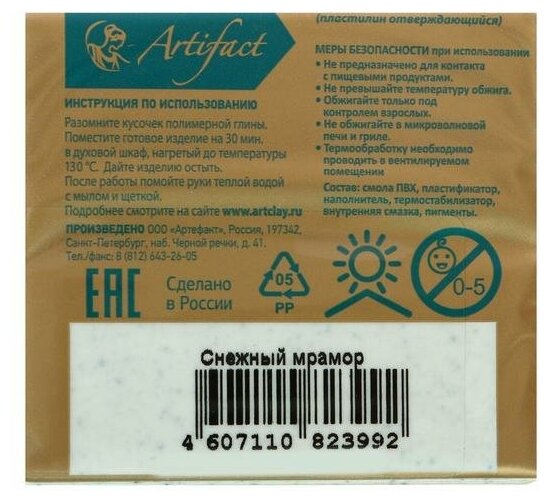 Artifact
ИНСТРУКЦИЯ ПО ИСПОЛЬЗОВАНИЮ
Разомните кусочек полимерной глины.
Поместите готовое изделие на 30 мин.
в духовой шкаф, нагретый до температуры
130°С. Дайте изделию остыть.
После работы помойте руки теплой водой
с мылом и щеткой.
Подробнее смотрите на сайте www.artclay.ru
ПРОИЗВЕДЕНО ООО «Артефакт», Россия, 197342,
Санкт-Петербург, наб. Черной речки, д. 41.
Тел./факс: 8 (812) 643-26-05
(пластилин отверждающийся)
МЕРЫ БЕЗОПАСНОСТИ при использовании
• Не предназначено для контакта
с пищевыми продуктами.
• Не превышайте температуру обжига.
• Обжигайте только под
контролем взрослых.
• Не обжигайте в микроволновой
печи и гриле.
• Термообработку необходимо
проводить в вентилируемом
помещении
Состав: смола ПВХ, пластификатор,
наполнитель, термостабилизатор,
внутренняя смазка, пигменты.
ЕАС
Сделано
в России
05
PP
0-5
Снежный мрамор
4 607110 823992